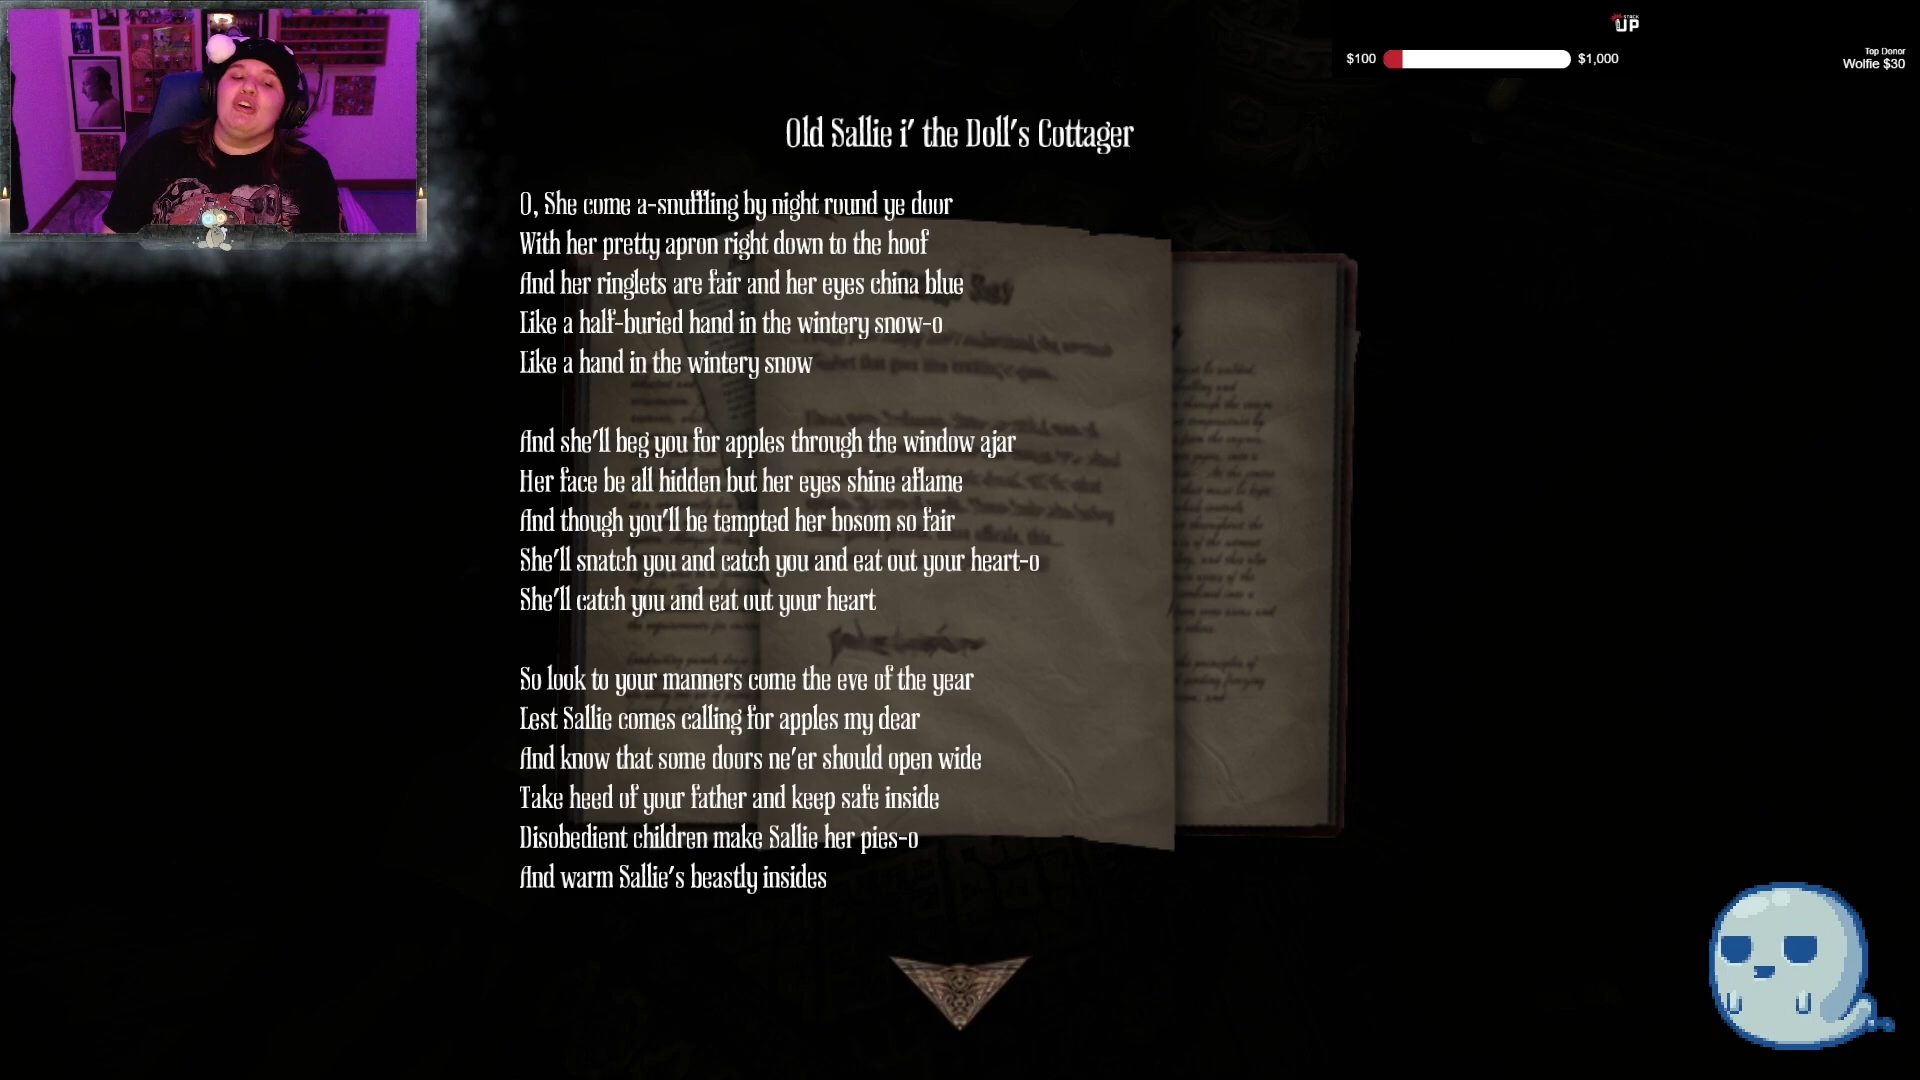 STACK
UP
$100
$1,000
Top Donor
Wolfie $30
Old Sallie i' the Doll's Cottager
O, She come a-snuffling by night round ye door
With her pretty apron right down to the hoof
And her ringlets are fair and her eyes china blue
Like a half-buried hand in the wintery snow-o
Like a hand in the wintery snow
And she'll beg you for apples through the window ajar
Her face be all hidden but her eyes shine aflame
And though you'll be tempted her bosom so fair
She'll snatch you and catch you and eat out your heart-o
She'll catch you and eat out your heart
So look to your manners come the eve of the year
Lest Sallie comes calling for apples my dear
And know that some doors ne'er should open wide
Take heed of your father and keep safe inside
Disobedient children make Sallie her pies-o
And warm Sallie's beastly insides